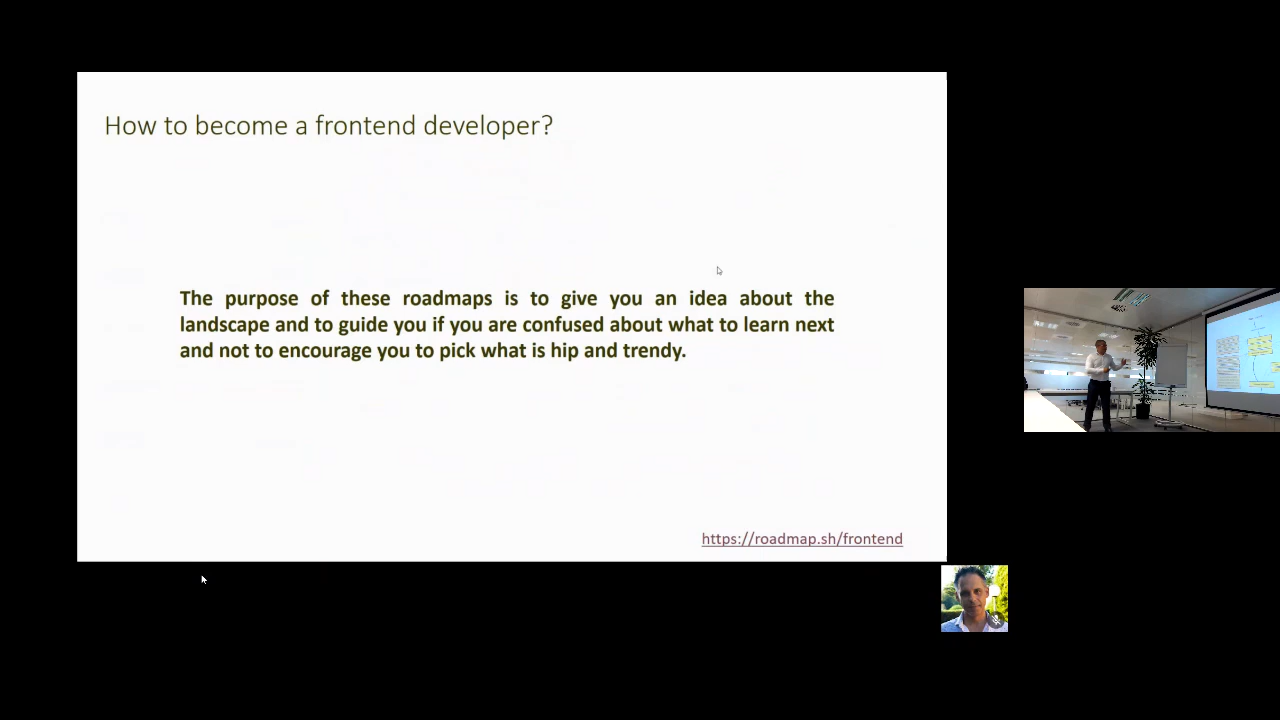 How to become a frontend developer?
The purpose of these roadmaps is to give you an idea about the
landscape and to guide you if you are confused about what to learn next
and not to encourage you to pick what is hip and trendy.
https://roadmap.sh/frontend